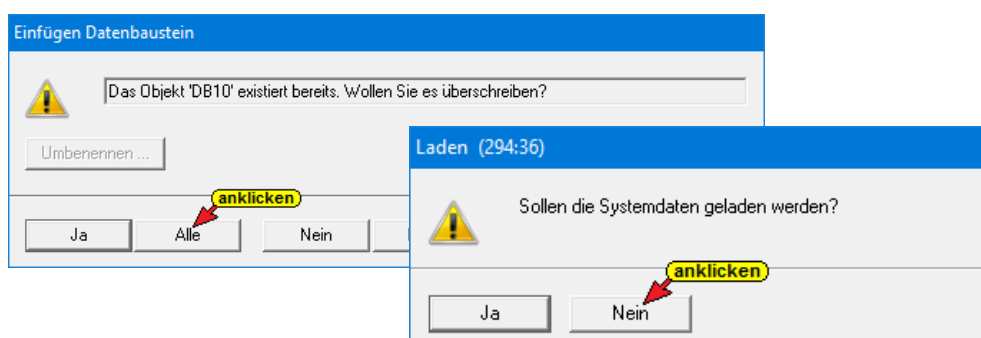 Einfügen Datenbaustein
Das Objekt 'DB10' existiert bereits. Wollen Sie es überschreiben?
Umbenennen ...
anklicken
Ja
Alle
Nein
Laden (294:36)
Sollen die Systemdaten geladen werden?
anklicken
Ja
Nein